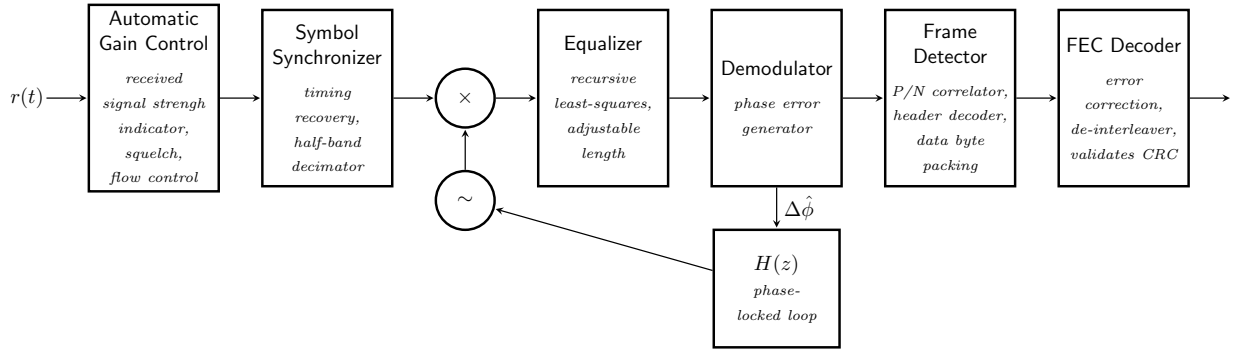 r(t)
Automatic
Gain Control
received
signal strengh
indicator,
squelch,
flow control
Symbol
Synchronizer
timing
recovery,
half-band
decimator
×
∼
Equalizer
recursive
least-squares,
adjustable
length
Demodulator
phase error
generator
Δφ̂
H(z)
phase-
locked loop
Frame
Detector
P/N correlator,
header decoder,
data byte
packing
FEC Decoder
error
correction,
de-interleaver,
validates CRC